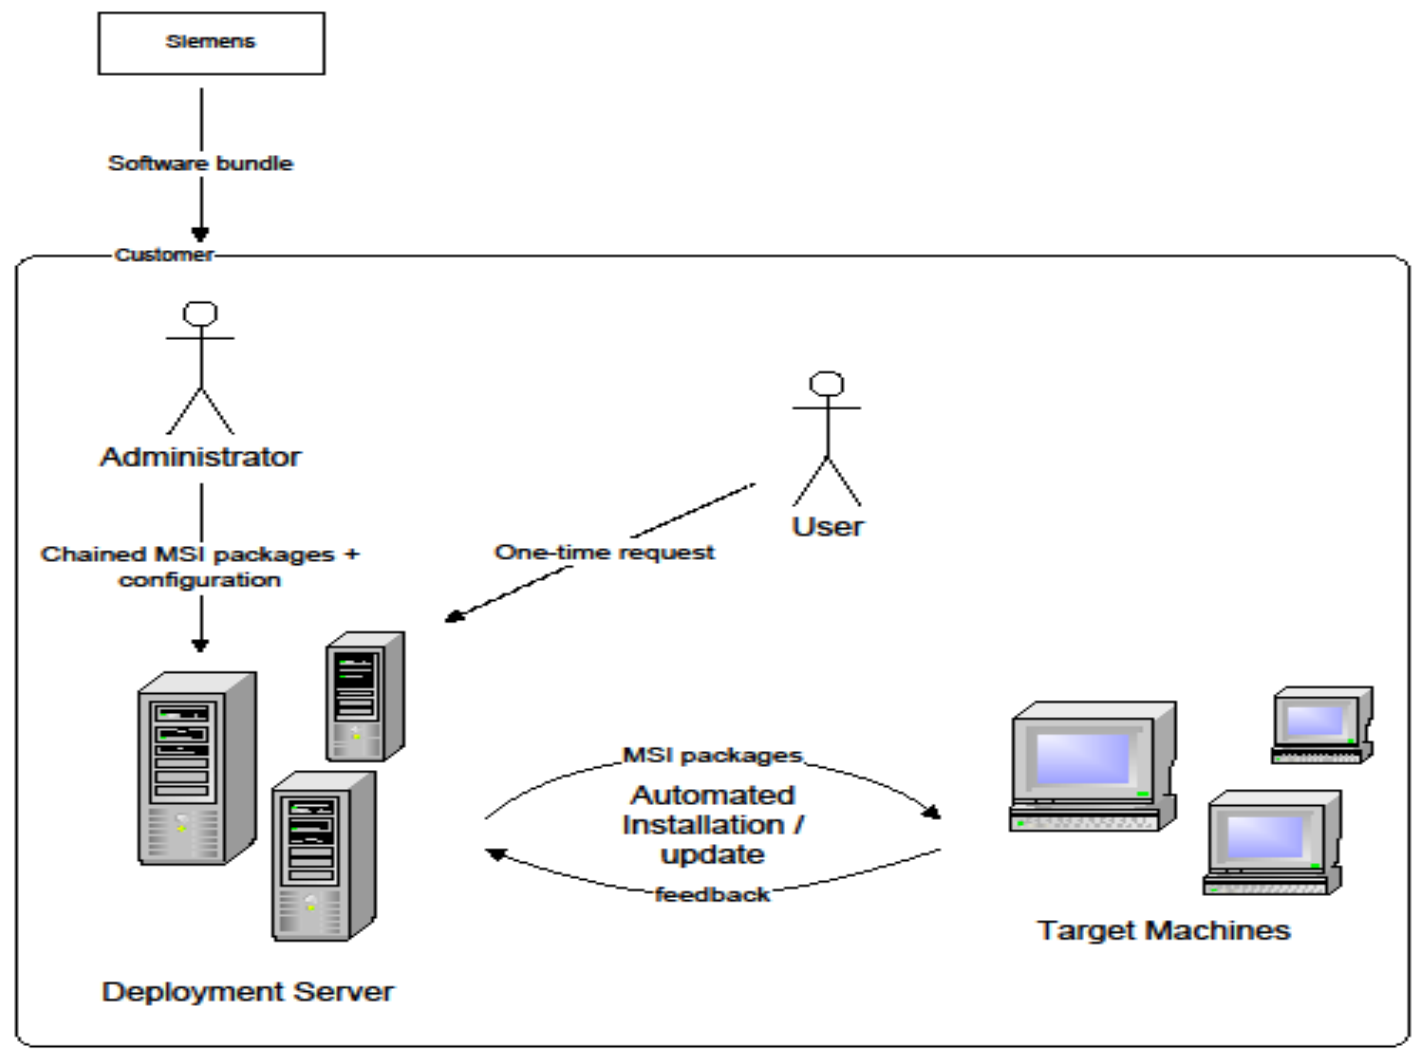 Siemens
Software bundle
Customer
Administrator
User
Chained MSI packages +
configuration
One-time request
MSI packages
Automated
Installation /
update
feedback
Target Machines
Deployment Server